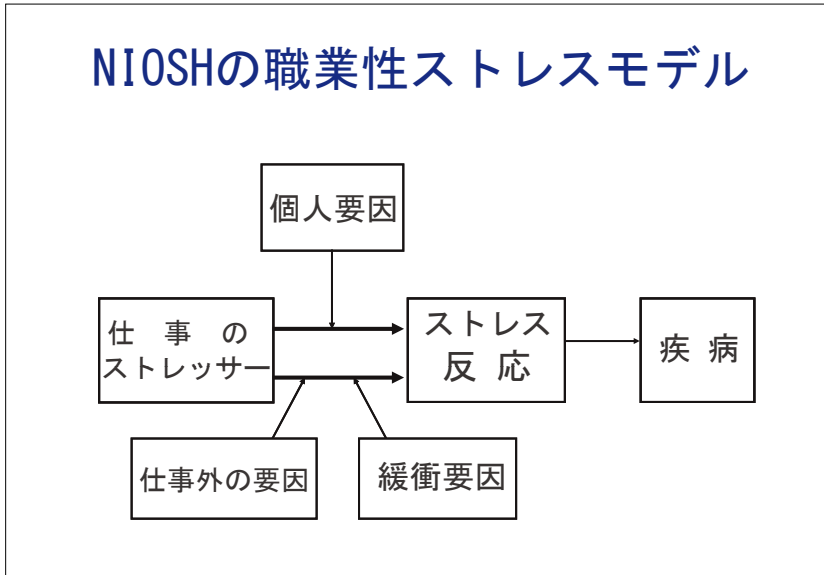 NIOSHの職業性ストレスモデル
個人要因
仕 事 の
ストレッサー
ストレス
反 応
疾 病
仕事外の要因
緩衝要因